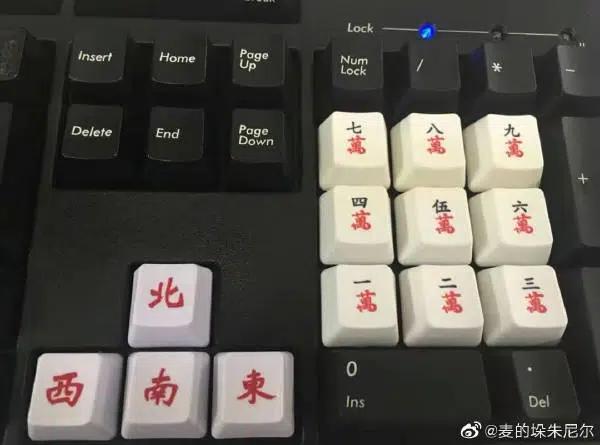 Break
Lock
Insert
Home
Page
Up
Num
Lock
/
*
-
Delete
End
Page
Down
七
萬
八
萬
九
萬
+
四
萬
伍
萬
六
萬
北
一
萬
二
萬
三
萬
西
南
東
0
Ins
.
Del
@麦的垛朱尼尔